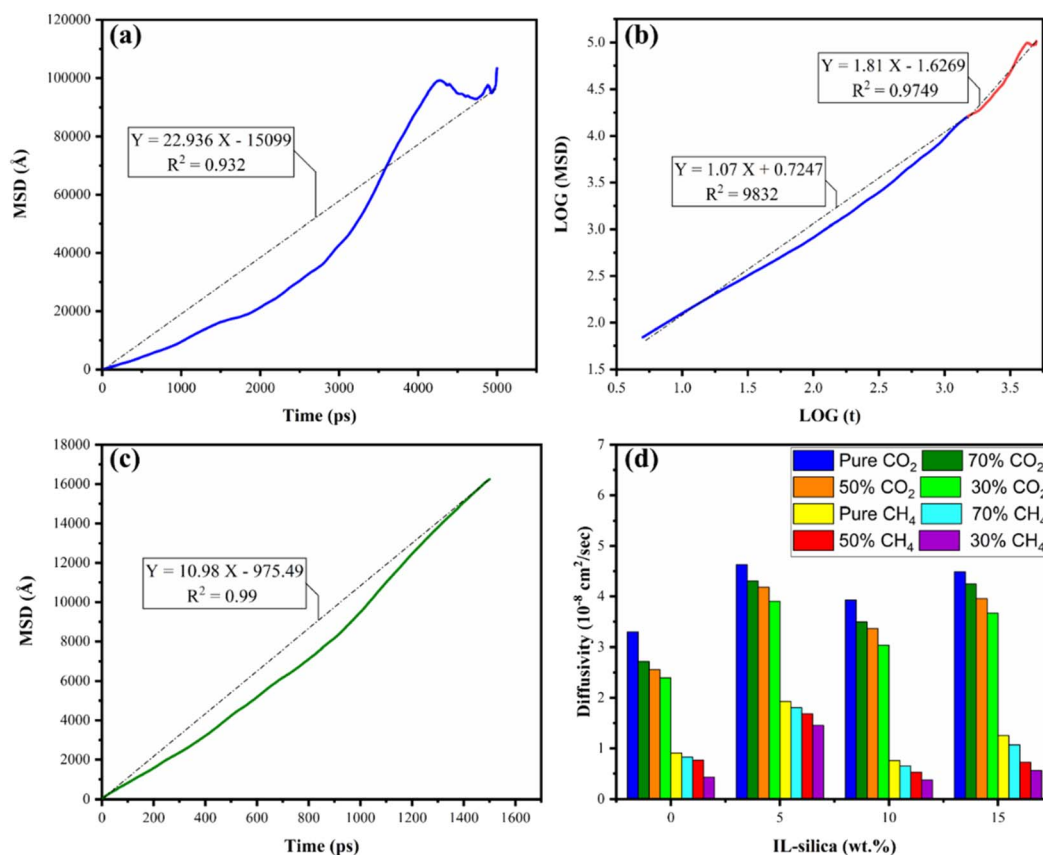 (a)
MSD (Å)
120000
100000
80000
60000
40000
20000
0
Y = 22.936 X - 15099
R² = 0.932
0 1000 2000 3000 4000 5000
Time (ps)
(b)
LOG (MSD)
5.0
4.5
4.0
3.5
3.0
2.5
2.0
1.5
Y = 1.81 X - 1.6269
R² = 0.9749
Y = 1.07 X + 0.7247
R² = 9832
0.5 1.0 1.5 2.0 2.5 3.0 3.5
LOG (t)
(c)
MSD (Å)
18000
16000
14000
12000
10000
8000
6000
4000
2000
0
Y = 10.98 X - 975.49
R² = 0.99
0 200 400 600 800 1000 1200 1400 1600
Time (ps)
(d)
Diffusivity (10⁻⁸ cm²/sec)
7
6
5
4
3
2
1
0
Pure CO₂ 70% CO₂
50% CO₂ 30% CO₂
Pure CH₄ 70% CH₄
50% CH₄ 30% CH₄
0 5 10 15
IL-silica (wt.%)